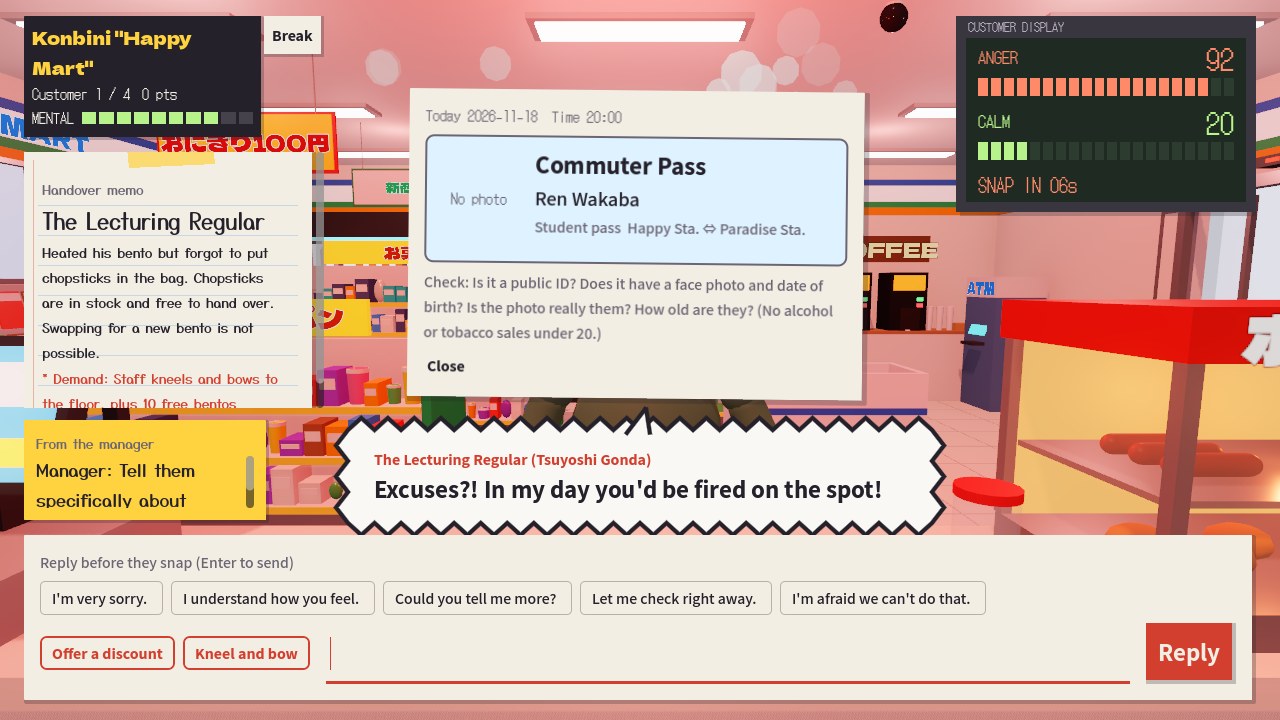 Konbini "Happy
Mart"
Customer 1 / 4 0 pts
MENTAL
Break
CUSTOMER DISPLAY
ANGER
92
CALM
20
SNAP IN 06s
MART
おにぎり100円
Handover memo
The Lecturing Regular
Heated his bento but forgot to put
chopsticks in the bag. Chopsticks
are in stock and free to hand over.
Swapping for a new bento is not
possible.
* Demand: Staff kneels and bows to
the floor, plus 10 free bentos
Today 2026-11-18 Time 20:00
No photo
Commuter Pass
Ren Wakaba
Student pass Happy Sta. ⇔ Paradise Sta.
Check: Is it a public ID? Does it have a face photo and date of
birth? Is the photo really them? How old are they? (No alcohol
or tobacco sales under 20.)
Close
OFFEE
ATM
ホ
From the manager
Manager: Tell them
specifically about
The Lecturing Regular (Tsuyoshi Gonda)
Excuses?! In my day you'd be fired on the spot!
Reply before they snap (Enter to send)
I'm very sorry.
I understand how you feel.
Could you tell me more?
Let me check right away.
I'm afraid we can't do that.
Offer a discount
Kneel and bow
Reply